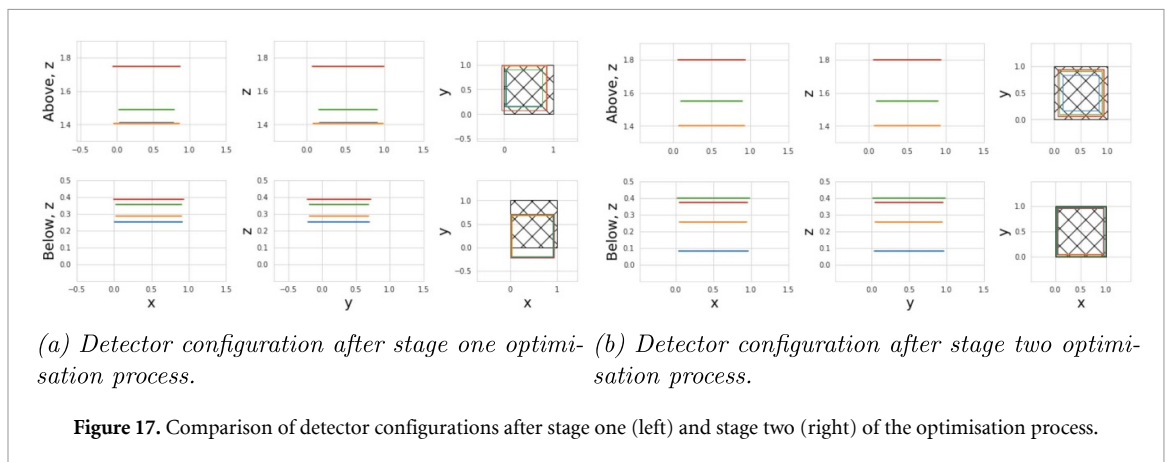 Above, z
1.8
1.6
1.4
−0.5 0.0 0.5 1.0 1.5
z
1.8
1.6
1.4
0.0 0.5 1.0 1.5
y
1.0
0.5
0.0
−0.5
0 1
Above, z
1.8
1.6
1.4
0.0 0.5 1.0 1.5
z
1.8
1.6
1.4
0.0 0.5 1.0 1.5
y
1.0
0.5
0.0
0.0 0.5 1.0
Below, z
0.5
0.4
0.3
0.2
0.1
0.0
−0.5 0.0 0.5 1.0 1.5
x
z
0.5
0.4
0.3
0.2
0.1
0.0
−0.5 0.0 0.5 1.0 1.5
y
y
1.0
0.5
0.0
−0.5
0 1
x
Below, z
0.5
0.4
0.3
0.2
0.1
0.0
0.0 0.5 1.0 1.5
x
z
0.5
0.4
0.3
0.2
0.1
0.0
0.0 0.5 1.0 1.5
y
y
1.0
0.5
0.0
0.0 0.5 1.0
x
(a) Detector configuration after stage one optimi-
sation process.
(b) Detector configuration after stage two optimi-
sation process.
Figure 17. Comparison of detector configurations after stage one (left) and stage two (right) of the optimisation process.